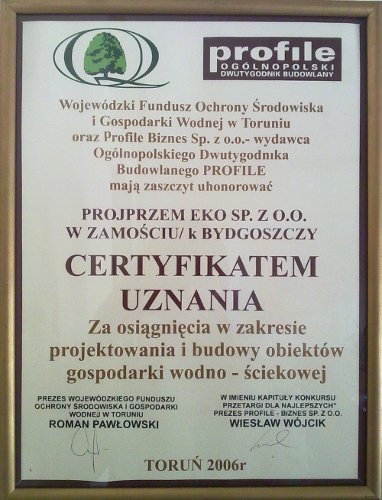 profile
OGÓLNOPOLSKI
DWUTYGODNIK BUDOWLANY
Wojewódzki Fundusz Ochrony Środowiska
i Gospodarki Wodnej w Toruniu
oraz Profile Biznes Sp. z o.o.- wydawca
Ogólnopolskiego Dwutygodnika
Budowlanego PROFILE
mają zaszczyt uhonorować
PROJPRZEM EKO SP. Z O.O.
W ZAMOŚCIU/ k BYDGOSZCZY
CERTYFIKATEM
UZNANIA
Za osiągnięcia w zakresie
projektowania i budowy obiektów
gospodarki wodno - ściekowej
PREZES WOJEWÓDZKIEGO FUNDUSZU
OCHRONY ŚRODOWISKA I GOSPODARKI
WODNEJ W TORUNIU
ROMAN PAWŁOWSKI
W IMIENIU KAPITUŁY KONKURSU
"PRZETARGI DLA NAJLEPSZYCH"
PREZES PROFILE - BIZNES SP. Z O.O.
WIESŁAW WÓJCIK
TORUŃ 2006r